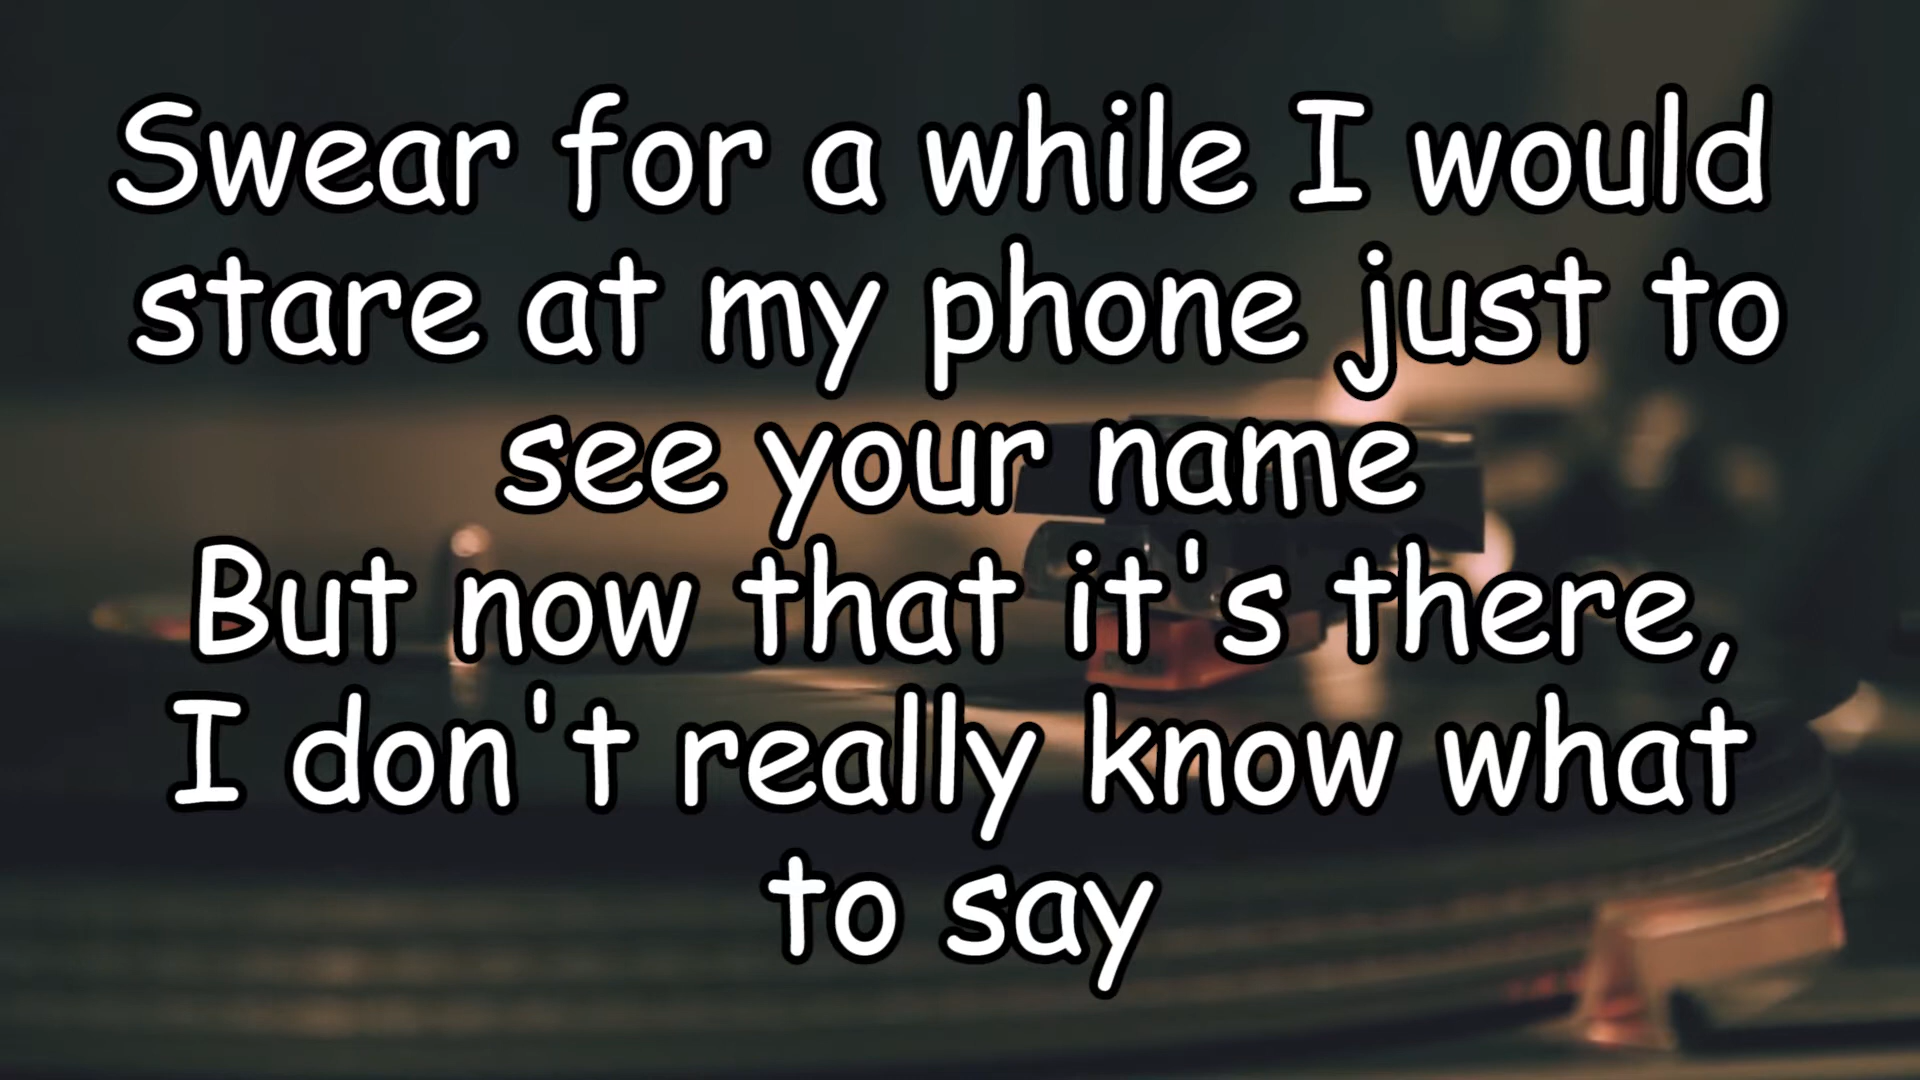 Swear for a while I would
stare at my phone just to
see your name
But now that it's there,
I don't really know what
to say